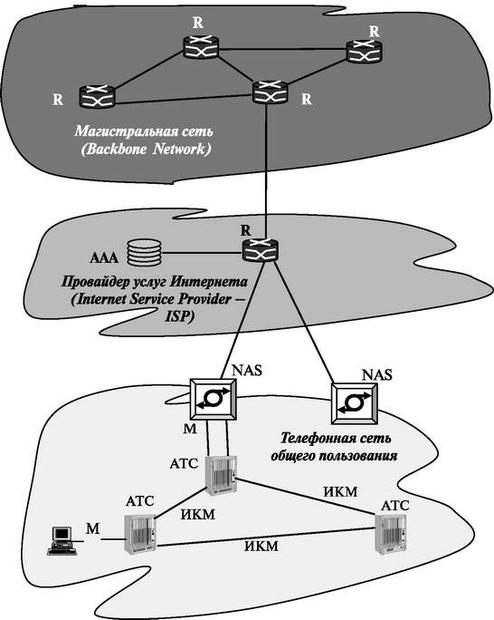 R
R
R
R
Магистральная сеть
(Backbone Network)
R
AAA
Провайдер услуг Интернета
(Internet Service Provider –
ISP)
NAS
NAS
М
Телефонная сеть
общего пользования
АТС
АТС
ИКМ
ИКМ
АТС
М
ИКМ